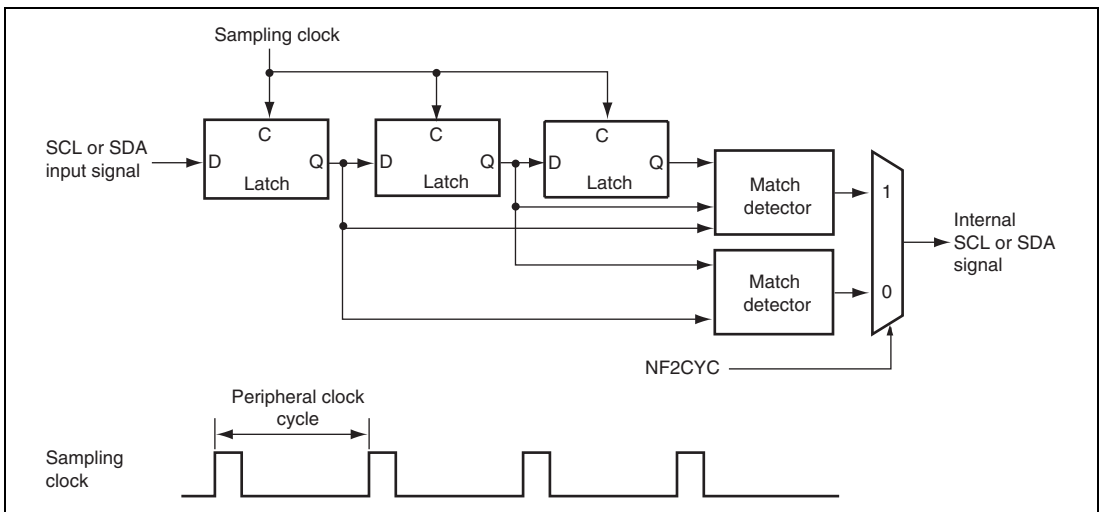 Sampling clock
SCL or SDA
input signal
C
D
Q
Latch
C
D
Q
Latch
C
D
Q
Latch
Match
detector
Match
detector
1
0
Internal
SCL or SDA
signal
NF2CYC
Peripheral clock
cycle
Sampling
clock